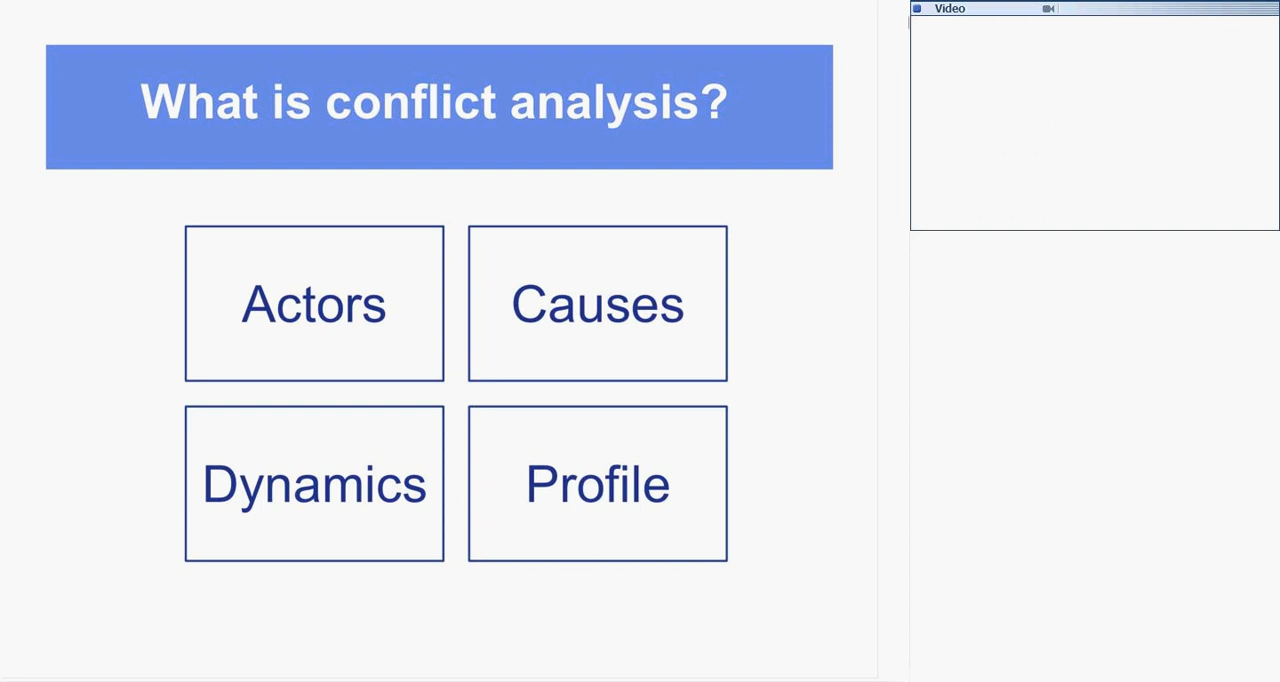 What is conflict analysis?
Video
Actors
Causes
Dynamics
Profile